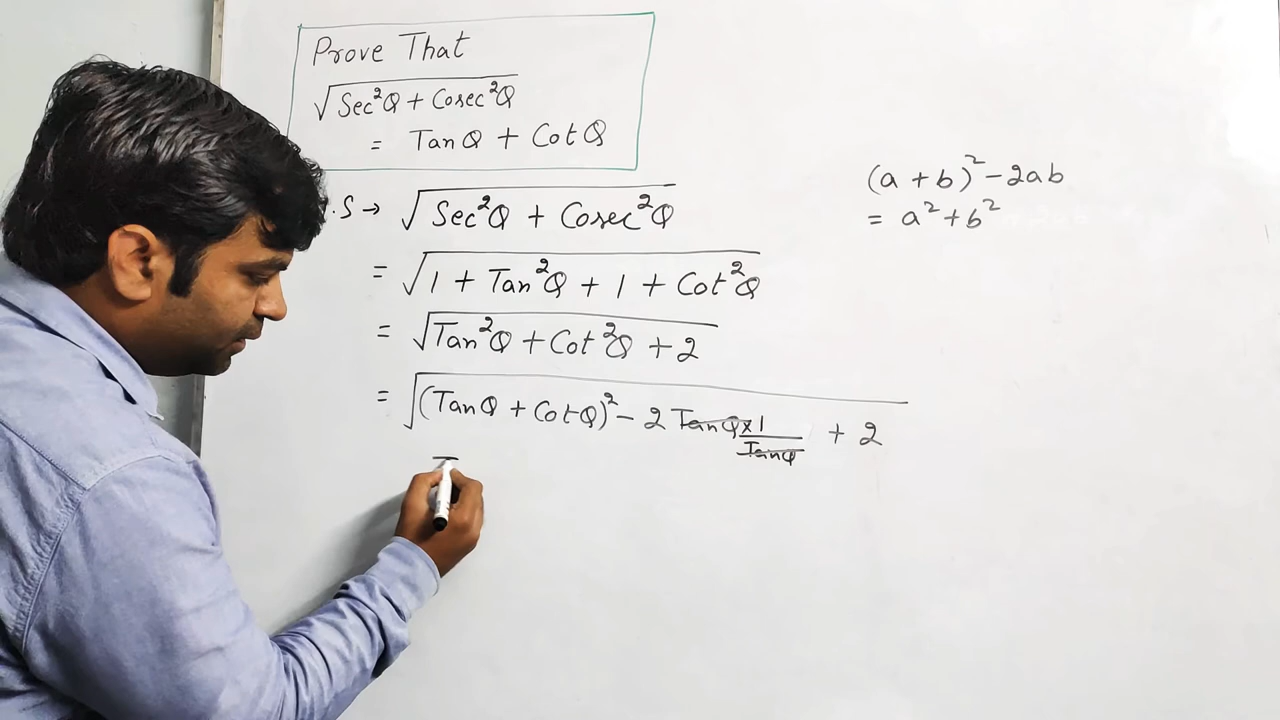 Prove That
√Sec²θ + Cosec²θ
= Tanθ + Cotθ
.S → √Sec²θ + Cosec²θ
= √1 + Tan²θ + 1 + Cot²θ
= √Tan²θ + Cot²θ + 2
= √(Tanθ + Cotθ)² - 2 Tanθ × 1/Tanθ + 2
(a + b)² - 2ab
= a² + b²